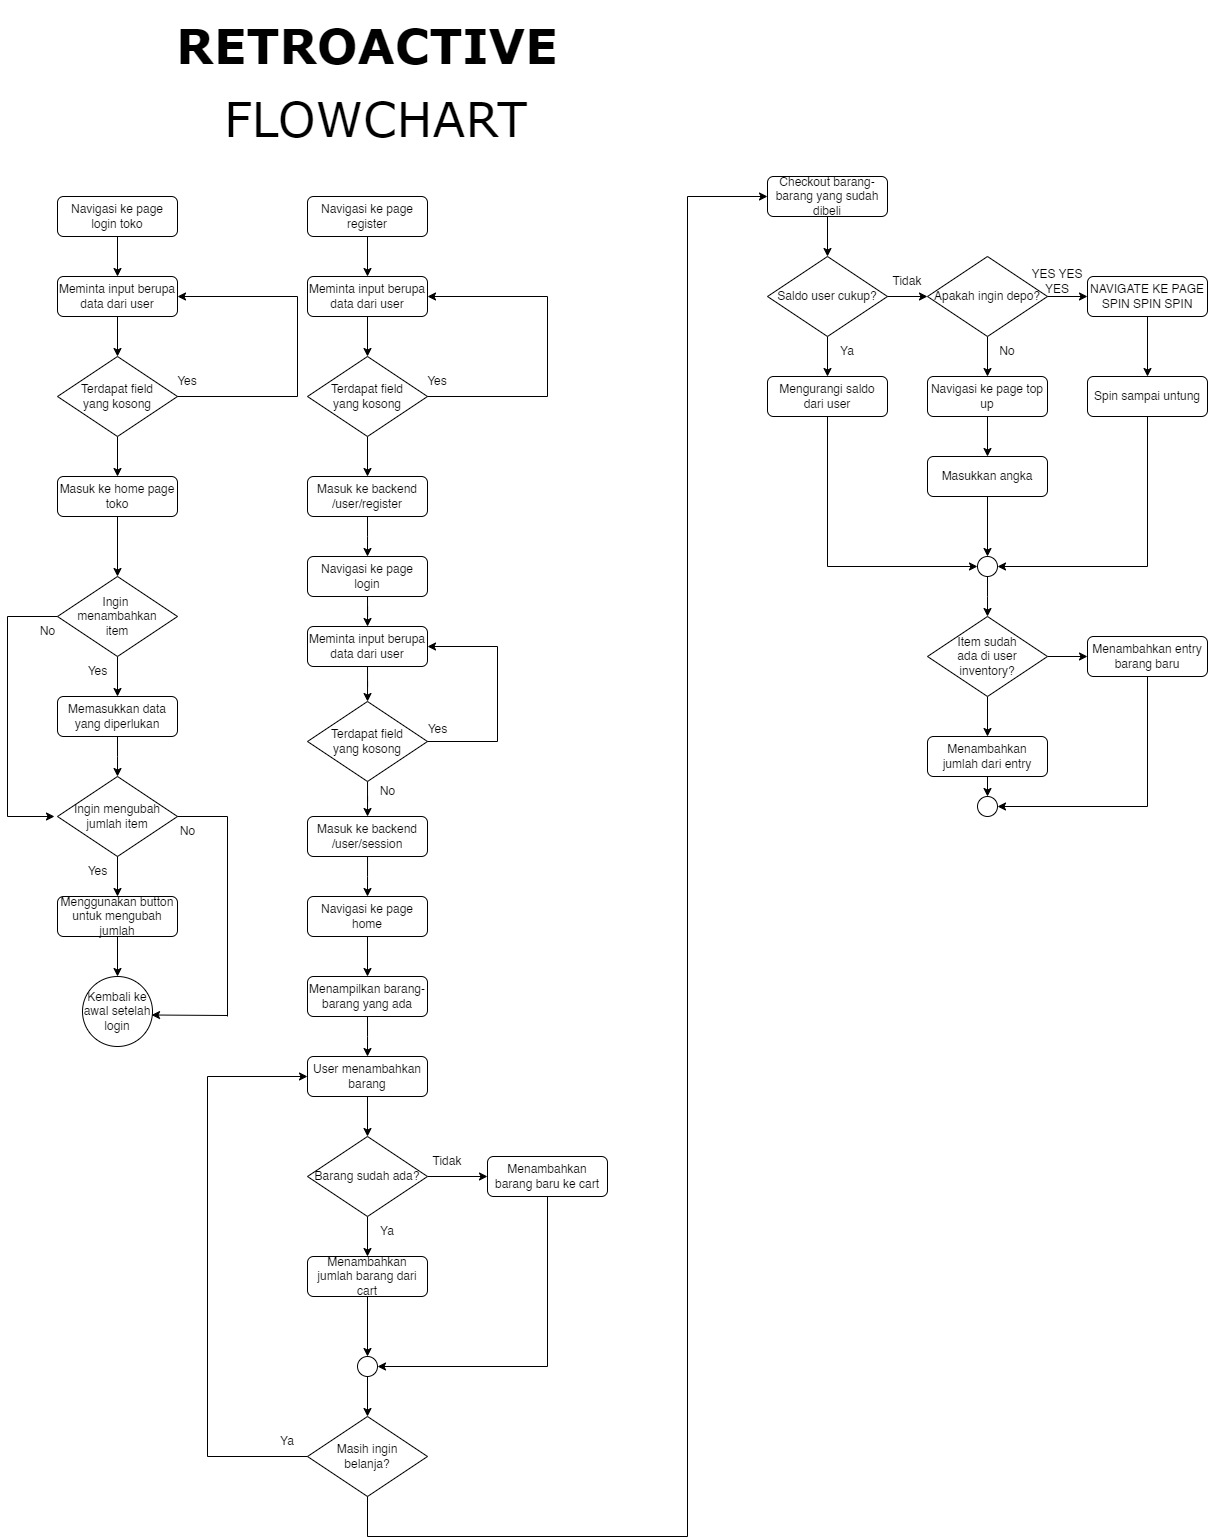 RETROACTIVE
FLOWCHART
Navigasi ke page
login toko
Meminta input berupa
data dari user
Terdapat field
yang kosong
Yes
Masuk ke home page
toko
Ingin
menambahkan
item
No
Yes
Memasukkan data
yang diperlukan
Ingin mengubah
jumlah item
No
Yes
Menggunakan button
untuk mengubah
jumlah
Kembali ke
awal setelah
login
Navigasi ke page
register
Meminta input berupa
data dari user
Terdapat field
yang kosong
Yes
Masuk ke backend
/user/register
Navigasi ke page
login
Meminta input berupa
data dari user
Terdapat field
yang kosong
Yes
No
Masuk ke backend
/user/session
Navigasi ke page
home
Menampilkan barang-
barang yang ada
User menambahkan
barang
Barang sudah ada?
Tidak
Menambahkan
barang baru ke cart
Ya
Menambahkan
jumlah barang dari
cart
Masih ingin
belanja?
Ya
Checkout barang-
barang yang sudah
dibeli
Saldo user cukup?
Tidak
Apakah ingin depo?
YES YES
YES
NAVIGATE KE PAGE
SPIN SPIN SPIN
Ya
No
Mengurangi saldo
dari user
Navigasi ke page top
up
Spin sampai untung
Masukkan angka
Item sudah
ada di user
inventory?
Menambahkan entry
barang baru
Menambahkan
jumlah dari entry